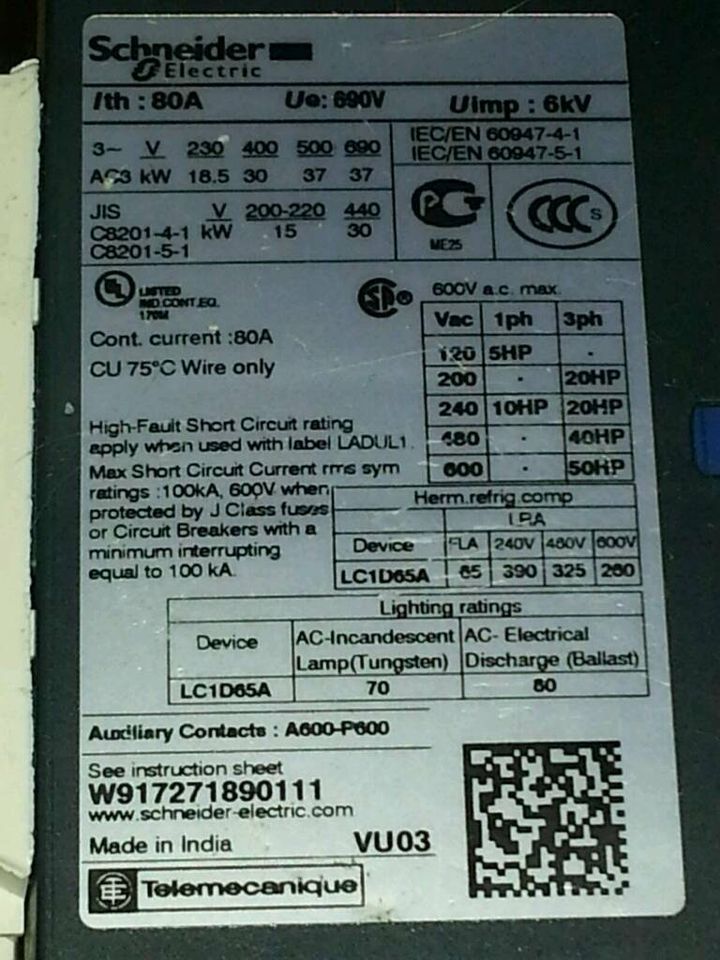 Schneider
Electric
Ith : 80A Ue: 690V Uimp : 6kV
3~ V 230 400 500 690
AC3 kW 18.5 30 37 37
IEC/EN 60947-4-1
IEC/EN 60947-5-1
JIS V 200-220 440
C8201-4-1 kW 15 30
C8201-5-1
ME25
CCC S
UL LISTED
IND.CONT.EQ.
170M
Cont. current :80A
CU 75°C Wire only
600V a.c. max.
Vac 1ph 3ph
120 5HP -
200 - 20HP
240 10HP 20HP
480 - 40HP
600 - 50HP
High-Fault Short Circuit rating
apply when used with label LADUL1.
Max Short Circuit Current rms sym
ratings :100kA, 600V when
protected by J Class fuses
or Circuit Breakers with a
minimum interrupting
equal to 100 kA.
Herm.refrig.comp
LRA
Device FLA 240V 480V 600V
LC1D65A 65 390 325 260
Lighting ratings
Device AC-Incandescent Lamp(Tungsten) AC- Electrical Discharge (Ballast)
LC1D65A 70 80
Auxiliary Contacts : A600-P600
See instruction sheet
W917271890111
www.schneider-electric.com
Made in India VU03
Telemecanique